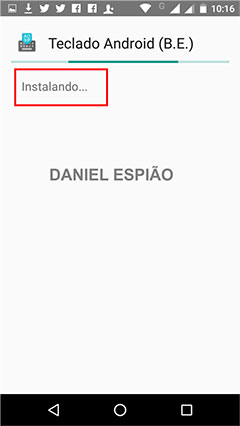 10:16
Teclado Android (B.E.)
Instalando...
DANIEL ESPIÃO